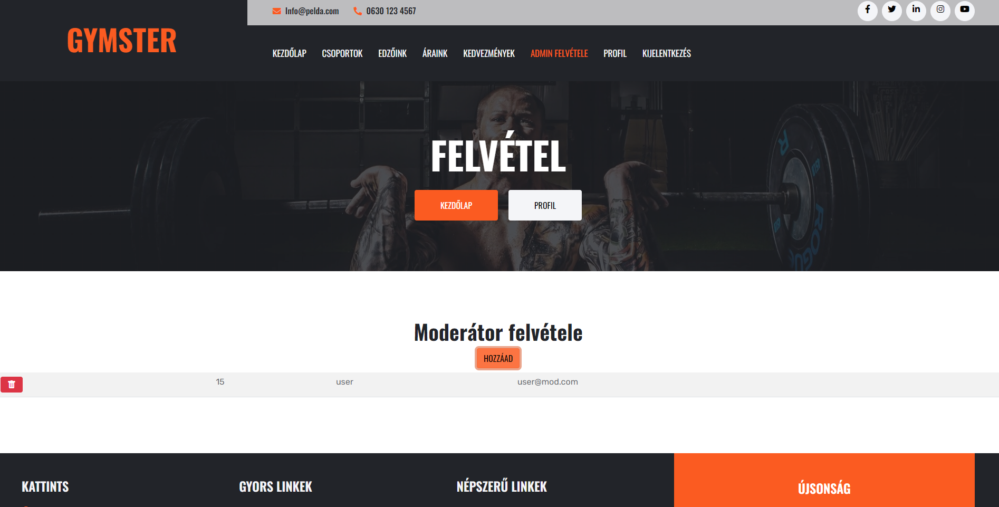 Info@pelda.com 0630 123 4567
GYMSTER
KEZDŐLAP CSOPORTOK EDZŐINK ÁRAINK KEDVEZMÉNYEK ADMIN FELVÉTELE PROFIL KIJELENTKEZÉS
FELVÉTEL
KEZDŐLAP PROFIL
ROGUE
Moderátor felvétele
HOZZÁAD
15 user user@mod.com
KATTINTS GYORS LINKEK NÉPSZERŰ LINKEK ÚJSONSÁG